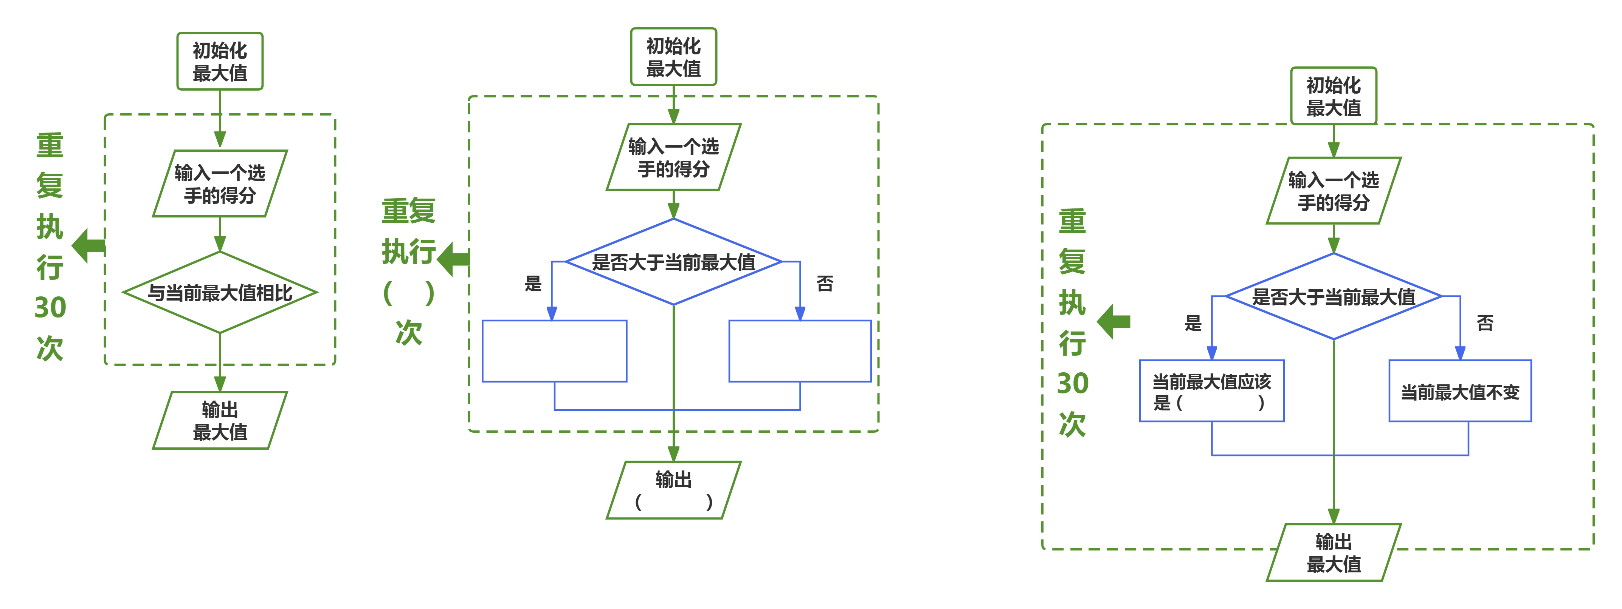 初始化
最大值
重
复
执
行
30
次
输入一个选
手的得分
与当前最大值相比
输出
最大值
初始化
最大值
重复
执行
(    )
次
输入一个选
手的得分
是否大于当前最大值
是
否
输出
(          )
初始化
最大值
重
复
执
行
30
次
输入一个选
手的得分
是否大于当前最大值
是
否
当前最大值应该
是 (          )
当前最大值不变
输出
最大值